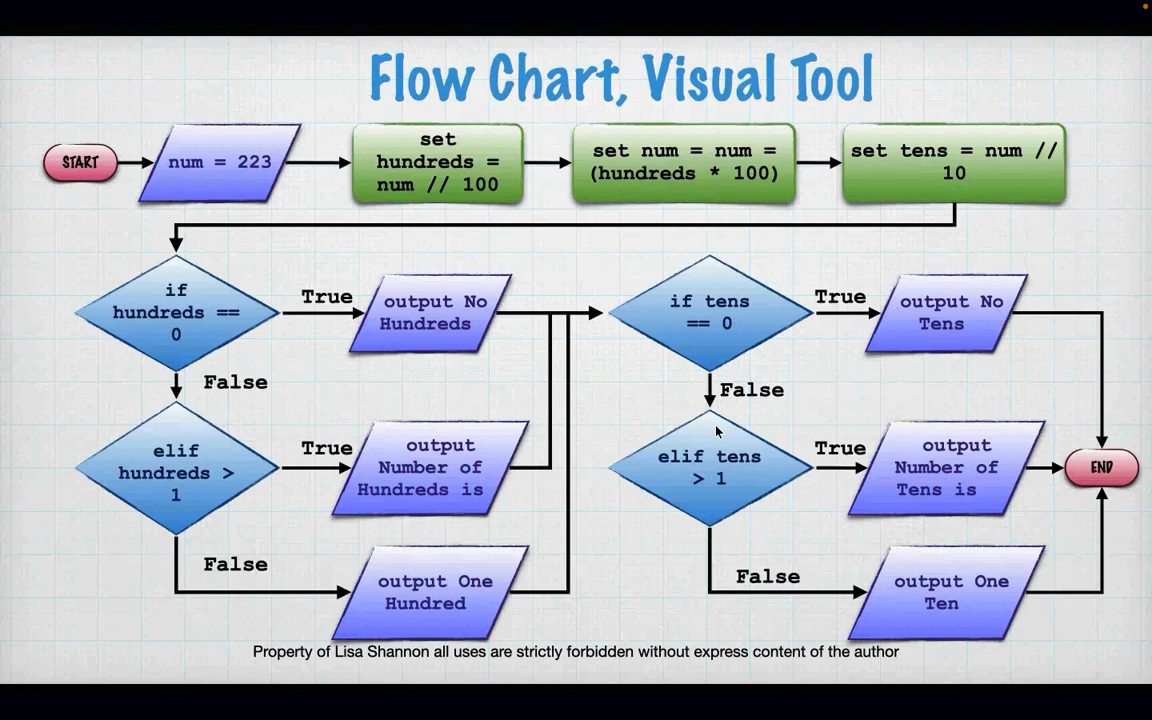 Flow Chart, Visual Tool
START
num = 223
set
hundreds =
num // 100
set num = num =
(hundreds * 100)
set tens = num //
10
if
hundreds ==
0
True
output No
Hundreds
if tens
== 0
True
output No
Tens
False
False
elif
hundreds >
1
True
output
Number of
Hundreds is
elif tens
> 1
True
output
Number of
Tens is
END
False
output One
Hundred
False
output One
Ten
Property of Lisa Shannon all uses are strictly forbidden without express content of the author